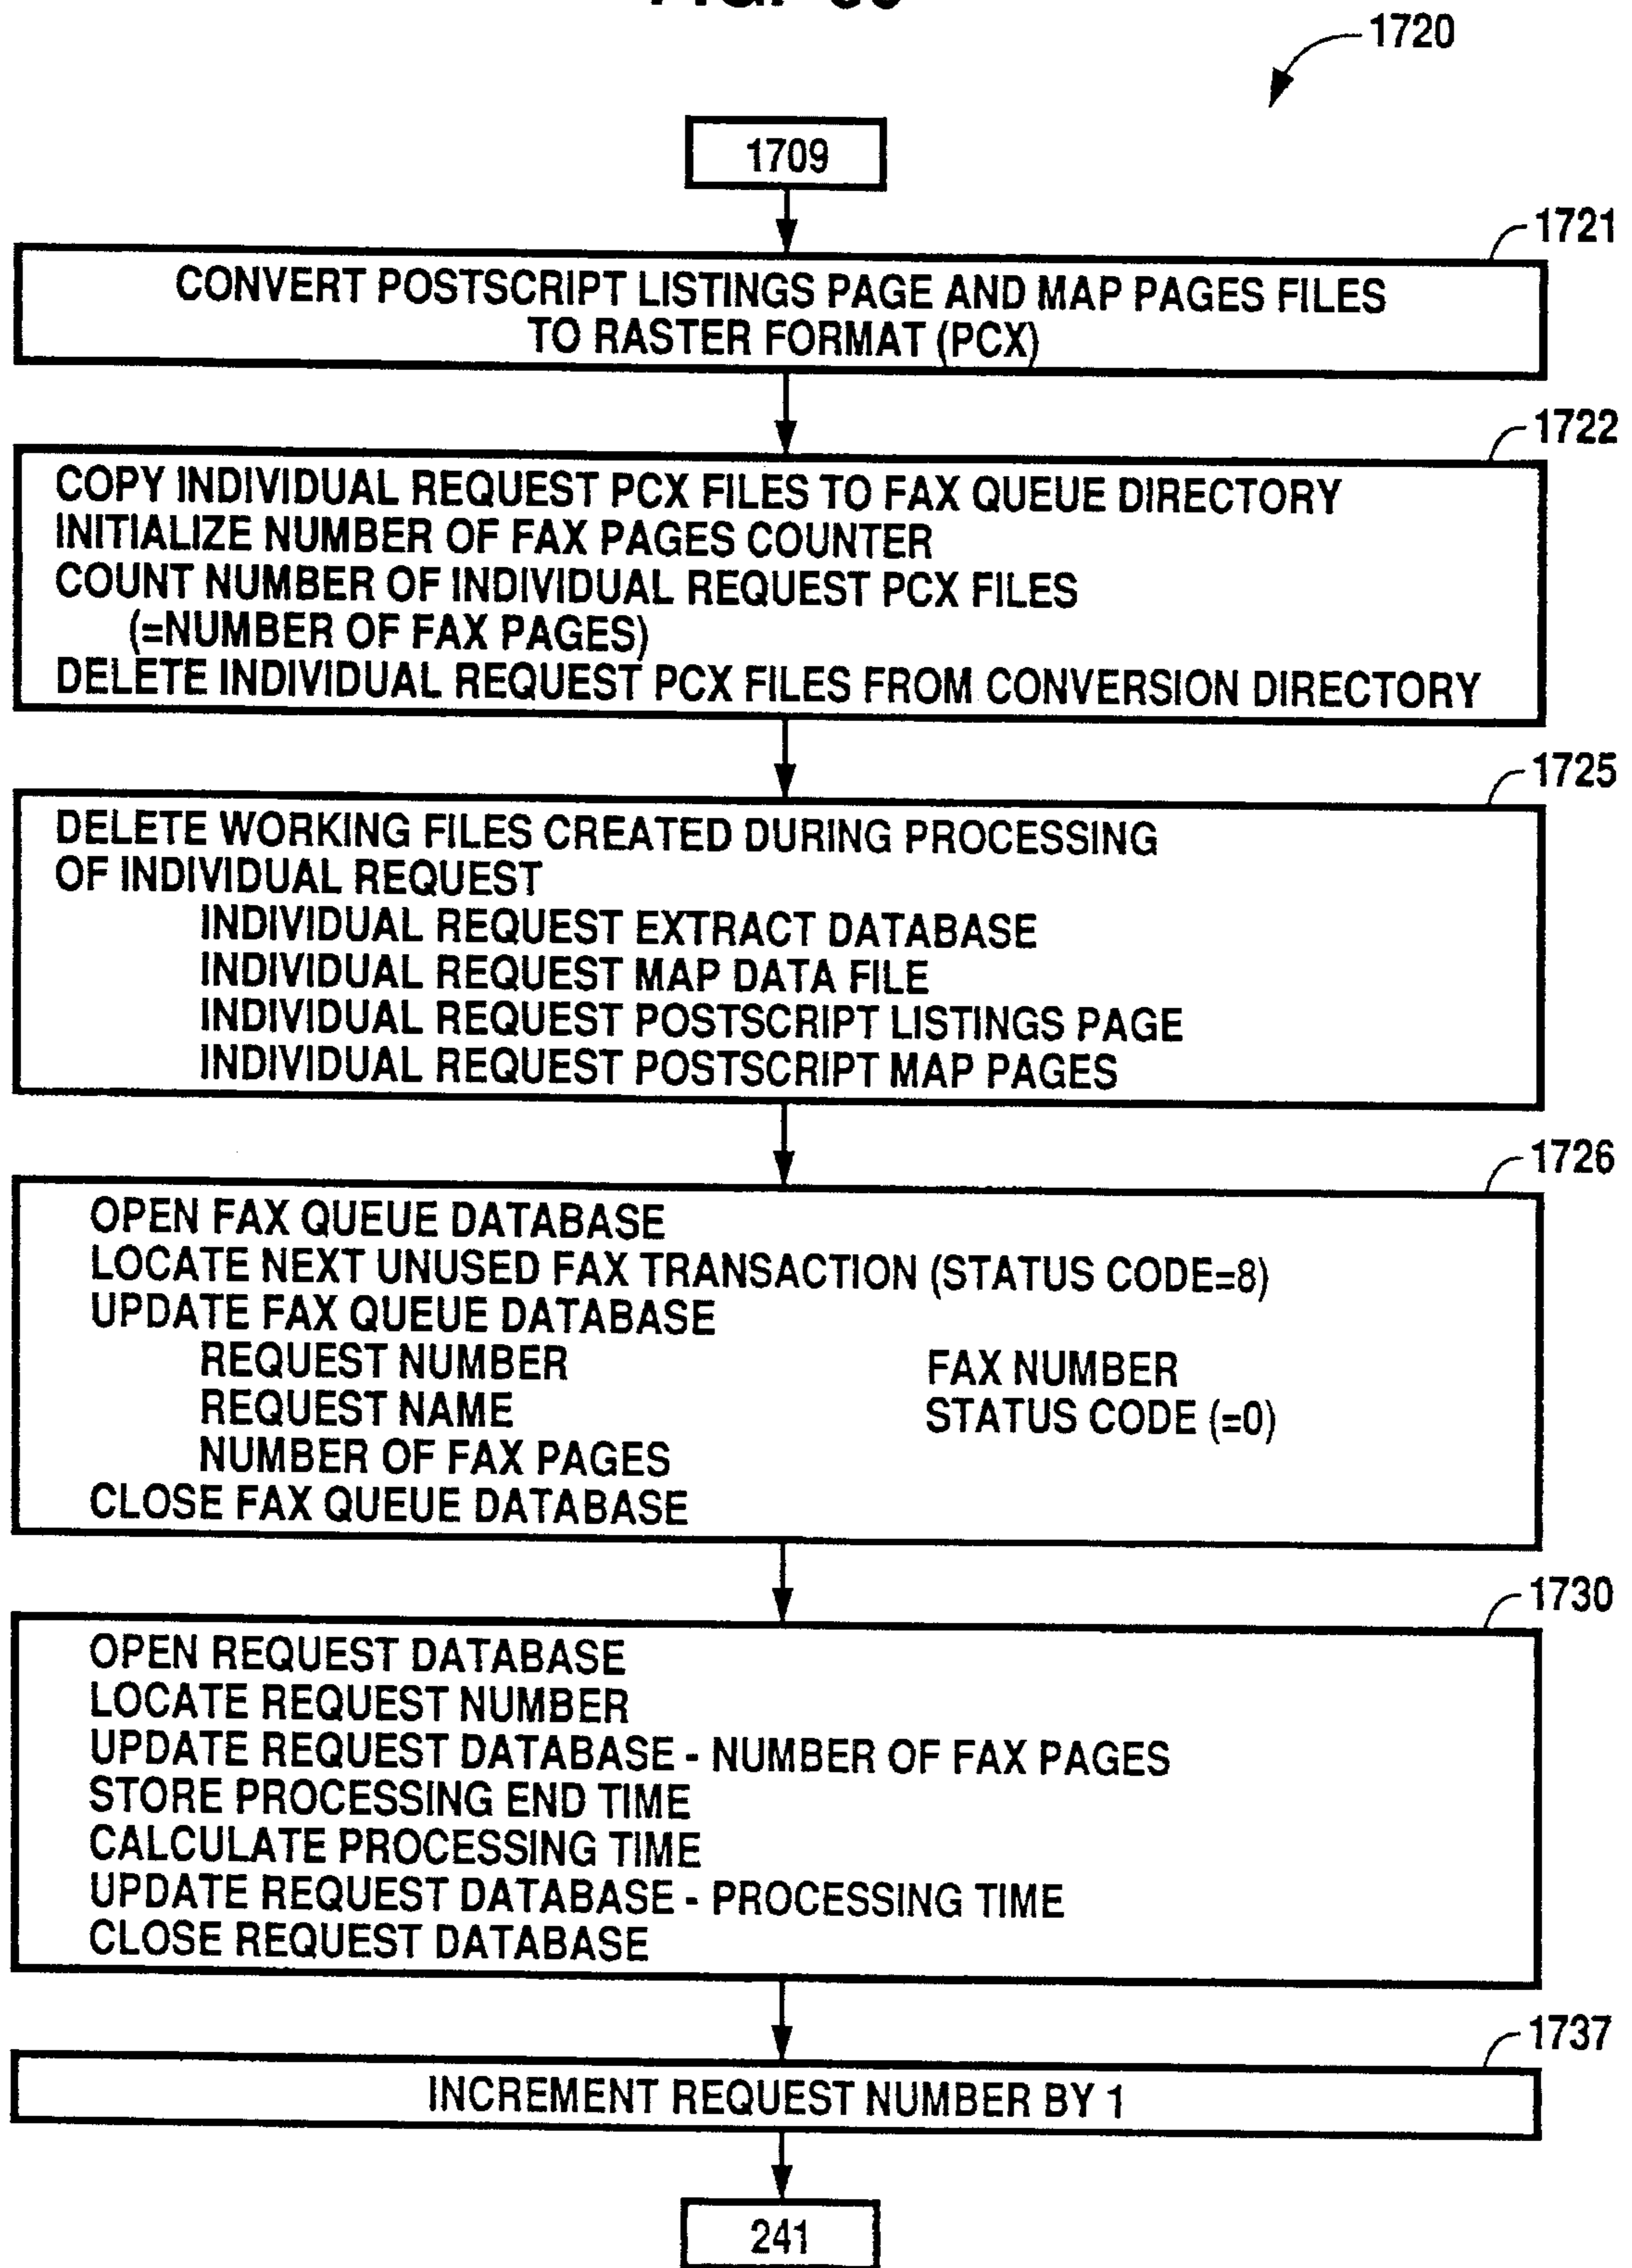 1720
1709
1721
CONVERT POSTSCRIPT LISTINGS PAGE AND MAP PAGES FILES
TO RASTER FORMAT (PCX)
1722
COPY INDIVIDUAL REQUEST PCX FILES TO FAX QUEUE DIRECTORY
INITIALIZE NUMBER OF FAX PAGES COUNTER
COUNT NUMBER OF INDIVIDUAL REQUEST PCX FILES
(=NUMBER OF FAX PAGES)
DELETE INDIVIDUAL REQUEST PCX FILES FROM CONVERSION DIRECTORY
1725
DELETE WORKING FILES CREATED DURING PROCESSING
OF INDIVIDUAL REQUEST
INDIVIDUAL REQUEST EXTRACT DATABASE
INDIVIDUAL REQUEST MAP DATA FILE
INDIVIDUAL REQUEST POSTSCRIPT LISTINGS PAGE
INDIVIDUAL REQUEST POSTSCRIPT MAP PAGES
1726
OPEN FAX QUEUE DATABASE
LOCATE NEXT UNUSED FAX TRANSACTION (STATUS CODE=8)
UPDATE FAX QUEUE DATABASE
REQUEST NUMBER FAX NUMBER
REQUEST NAME STATUS CODE (=0)
NUMBER OF FAX PAGES
CLOSE FAX QUEUE DATABASE
1730
OPEN REQUEST DATABASE
LOCATE REQUEST NUMBER
UPDATE REQUEST DATABASE - NUMBER OF FAX PAGES
STORE PROCESSING END TIME
CALCULATE PROCESSING TIME
UPDATE REQUEST DATABASE - PROCESSING TIME
CLOSE REQUEST DATABASE
1737
INCREMENT REQUEST NUMBER BY 1
241